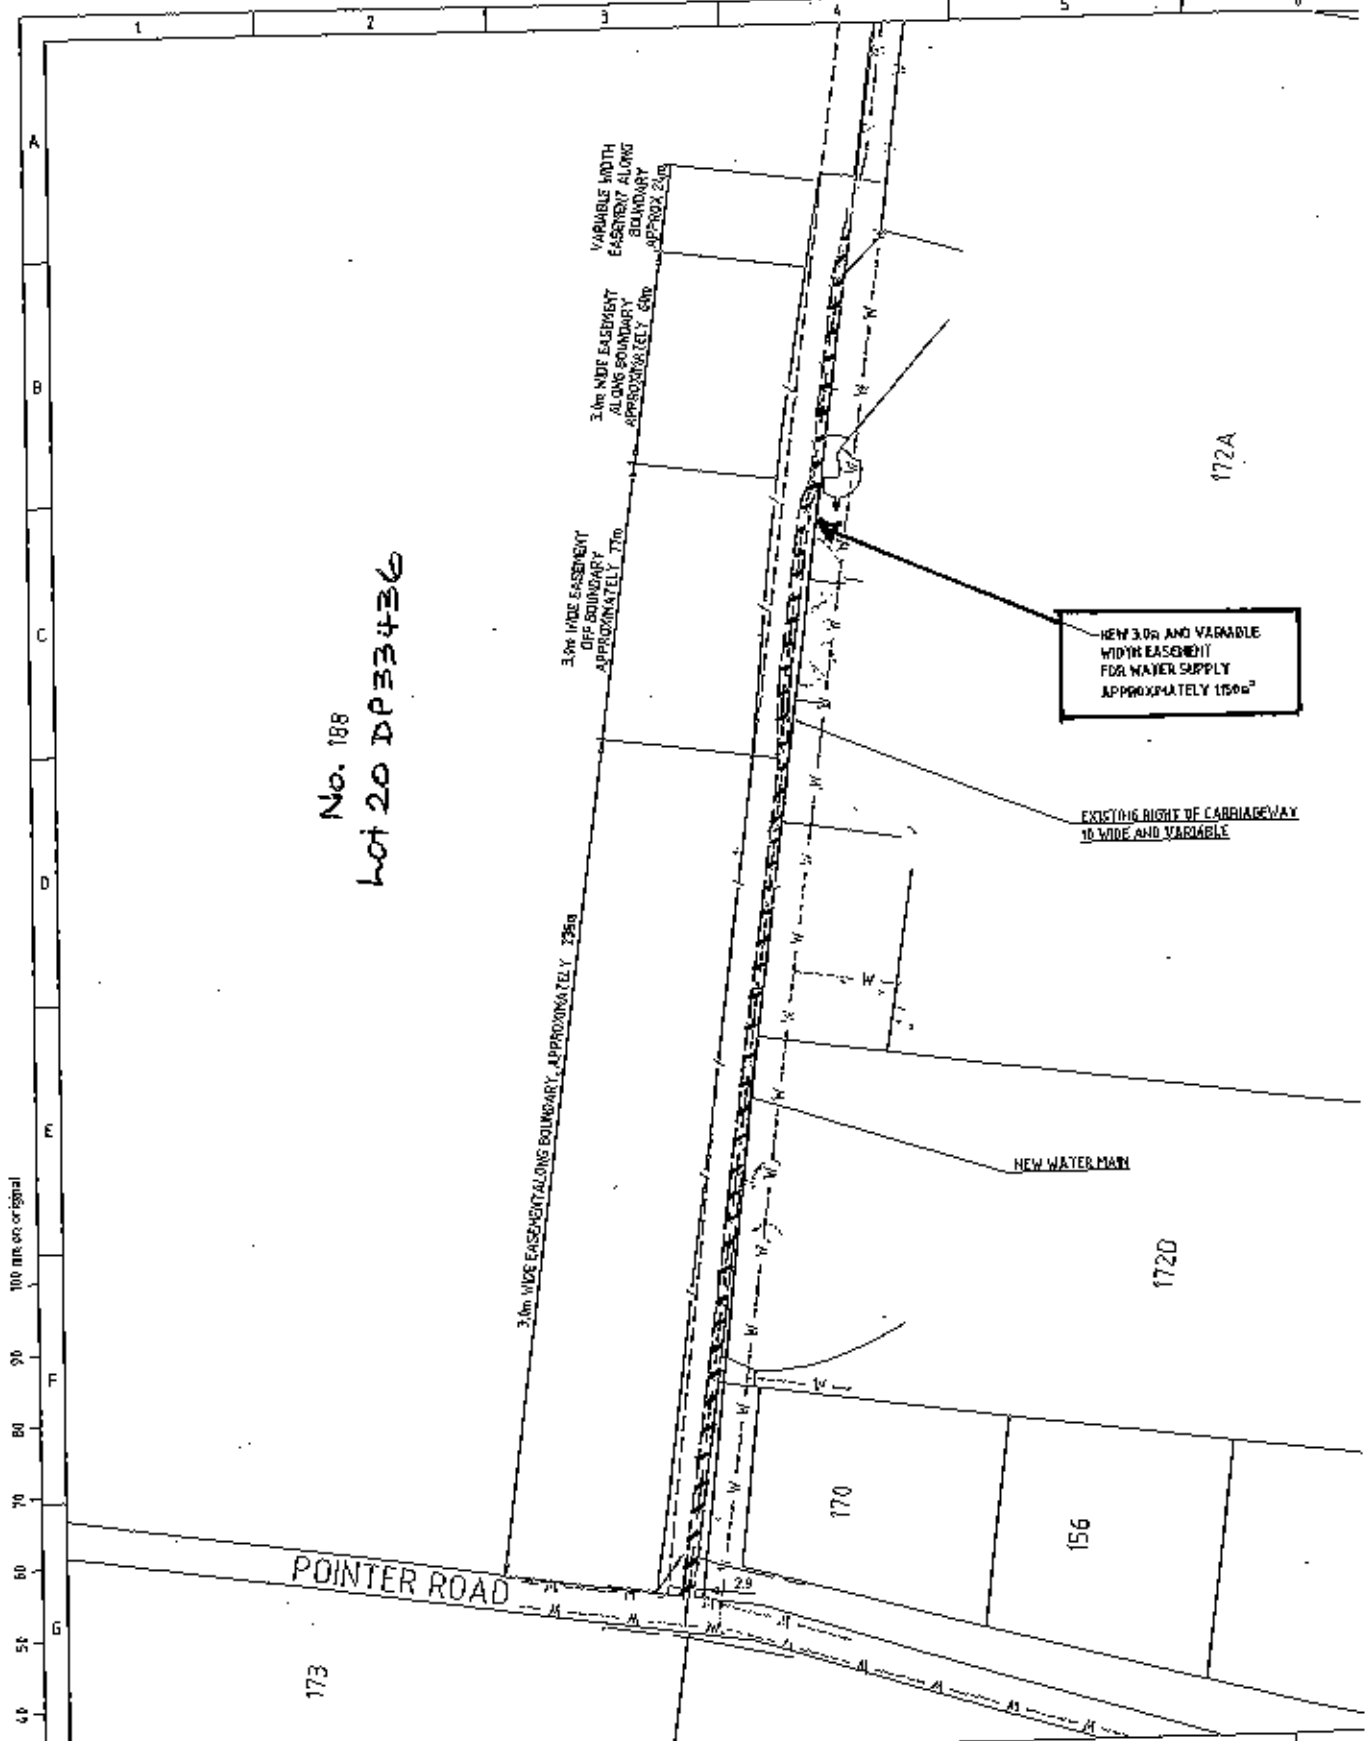 1 2 3 4 5 6
A
B
C
D
E
F
G
VARIABLE WIDTH
EASEMENT ALONG
BOUNDARY
3.0m WIDE EASEMENT
ALONG BOUNDARY
APPROXIMATELY
3.0m WIDE EASEMENT
OFF BOUNDARY
APPROXIMATELY 77m
3.0m WIDE EASEMENT ALONG BOUNDARY, APPROXIMATELY 236m
No. 188
Lot 20 DP33436
172A
NEW 3.0m AND VARIABLE
WIDTH EASEMENT
FOR WATER SUPPLY
APPROXIMATELY 1150m²
EXISTING RIGHT OF CARRIAGEWAY
10 WIDE AND VARIABLE
NEW WATER MAIN
172D
170
156
2.9
POINTER ROAD
173
100 mm on original
90
80
70
60
50
40